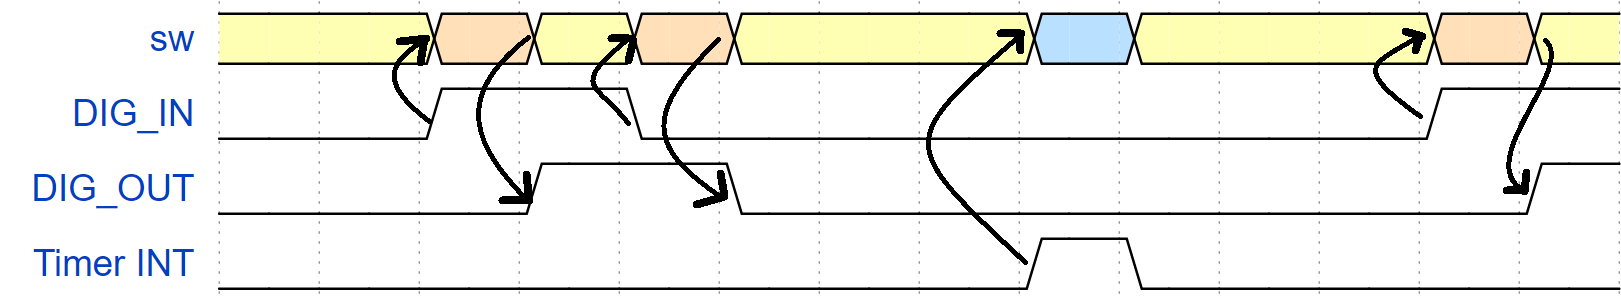 sw
DIG_IN
DIG_OUT
Timer INT